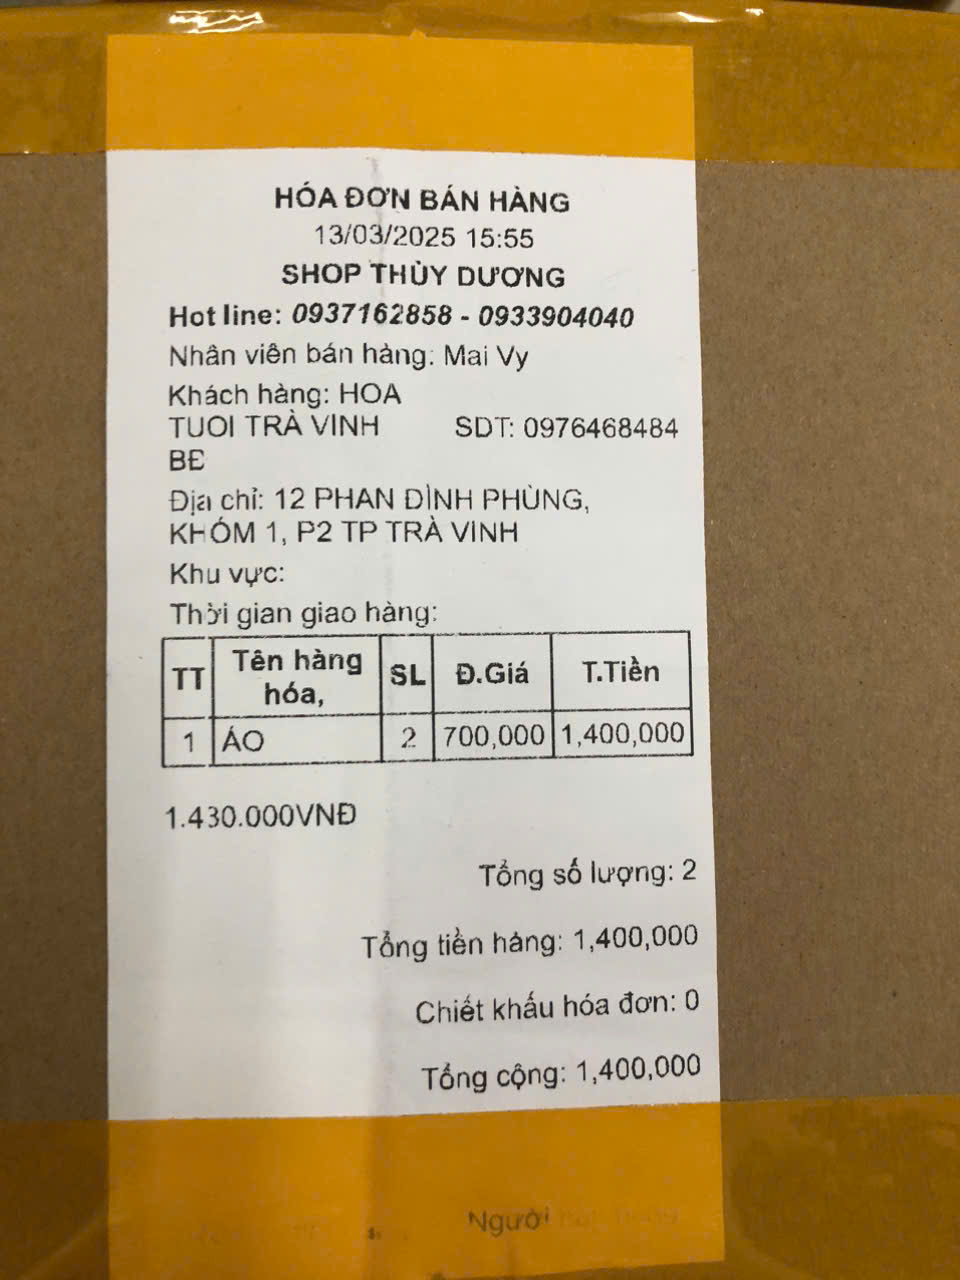 HÓA ĐƠN BÁN HÀNG
13/03/2025 15:55
SHOP THÙY DƯƠNG
Hot line: 0937162858 - 0933904040
Nhân viên bán hàng: Mai Vy
Khách hàng: HOA
TUOI TRÀ VINH SDT: 0976468484
BÉ
Địa chỉ: 12 PHAN DÌNH PHÙNG,
KHÓM 1, P2 TP TRÀ VINH
Khu vực:
Thời gian giao hàng:
TT Tên hàng hóa, SL Đ.Giá T.Tiền
1 ÁO 2 700,000 1,400,000
1.430.000VNĐ
Tổng số lượng: 2
Tổng tiền hàng: 1,400,000
Chiết khấu hóa đơn: 0
Tổng cộng: 1,400,000
Người